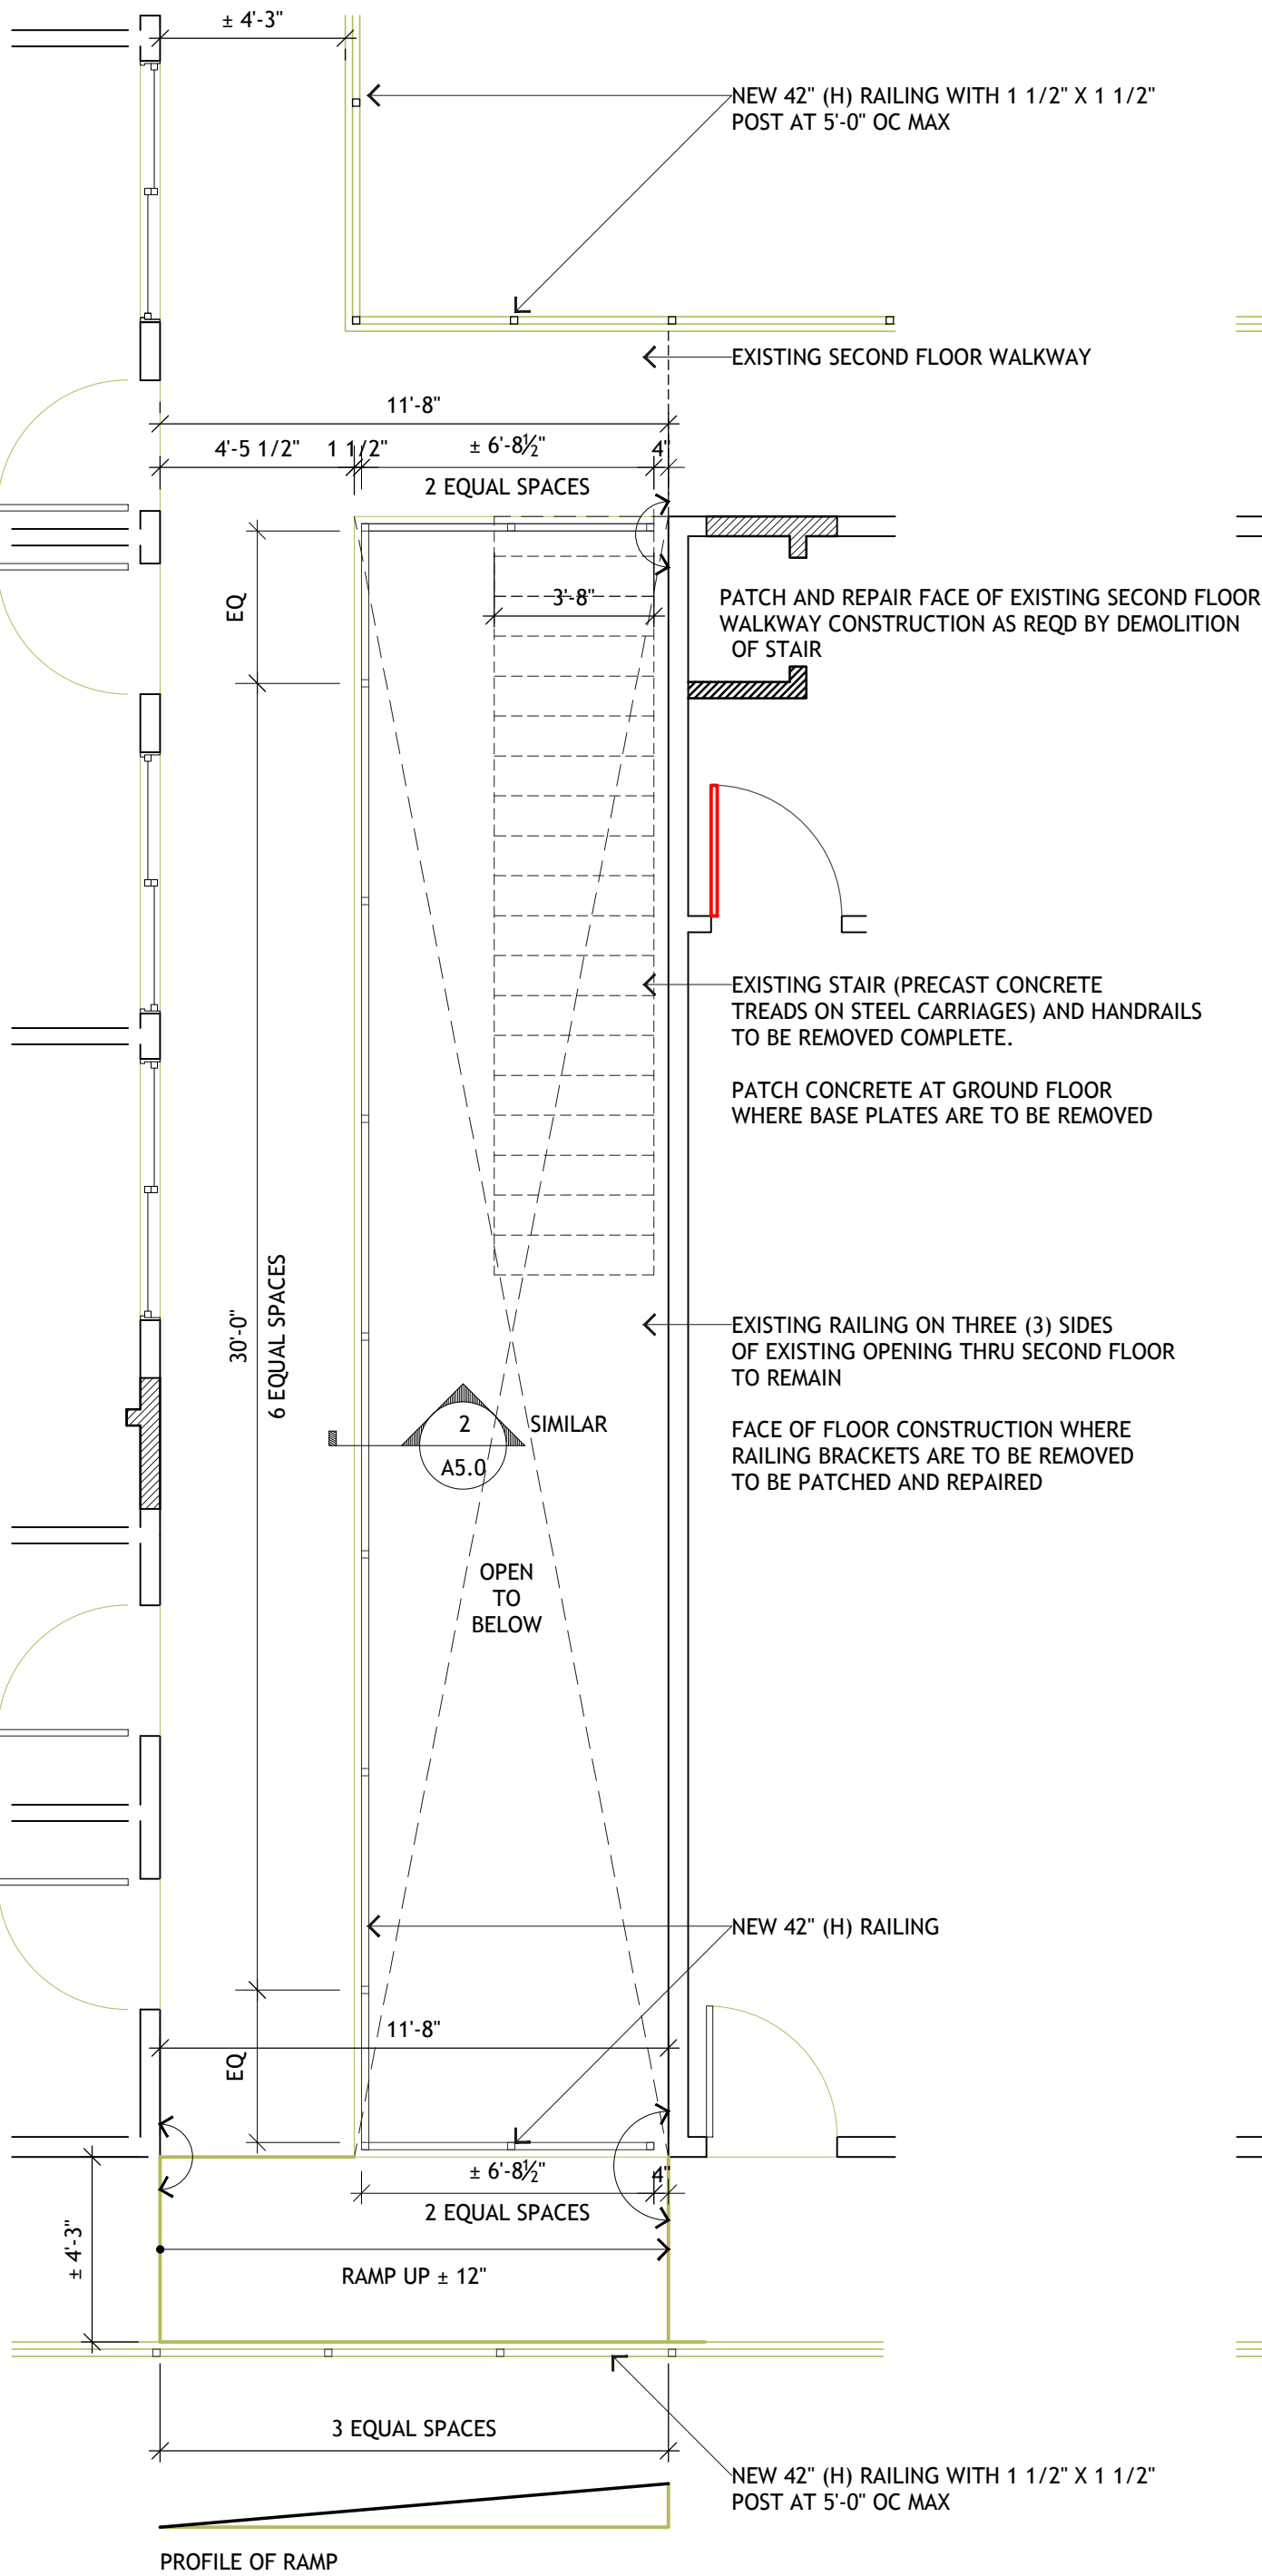 ± 4'-3"
NEW 42" (H) RAILING WITH 1 1/2" X 1 1/2"
POST AT 5'-0" OC MAX
EXISTING SECOND FLOOR WALKWAY
11'-8"
4'-5 1/2"
1 1/2"
± 6'-8½"
4"
2 EQUAL SPACES
EQ
3'-8"
PATCH AND REPAIR FACE OF EXISTING SECOND FLOOR
WALKWAY CONSTRUCTION AS REQD BY DEMOLITION
OF STAIR
EXISTING STAIR (PRECAST CONCRETE
TREADS ON STEEL CARRIAGES) AND HANDRAILS
TO BE REMOVED COMPLETE.
PATCH CONCRETE AT GROUND FLOOR
WHERE BASE PLATES ARE TO BE REMOVED
30'-0"
6 EQUAL SPACES
EXISTING RAILING ON THREE (3) SIDES
OF EXISTING OPENING THRU SECOND FLOOR
TO REMAIN
2
SIMILAR
A5.0
FACE OF FLOOR CONSTRUCTION WHERE
RAILING BRACKETS ARE TO BE REMOVED
TO BE PATCHED AND REPAIRED
OPEN
TO
BELOW
NEW 42" (H) RAILING
11'-8"
EQ
± 6'-8½"
4"
2 EQUAL SPACES
± 4'-3"
RAMP UP ± 12"
3 EQUAL SPACES
NEW 42" (H) RAILING WITH 1 1/2" X 1 1/2"
POST AT 5'-0" OC MAX
PROFILE OF RAMP